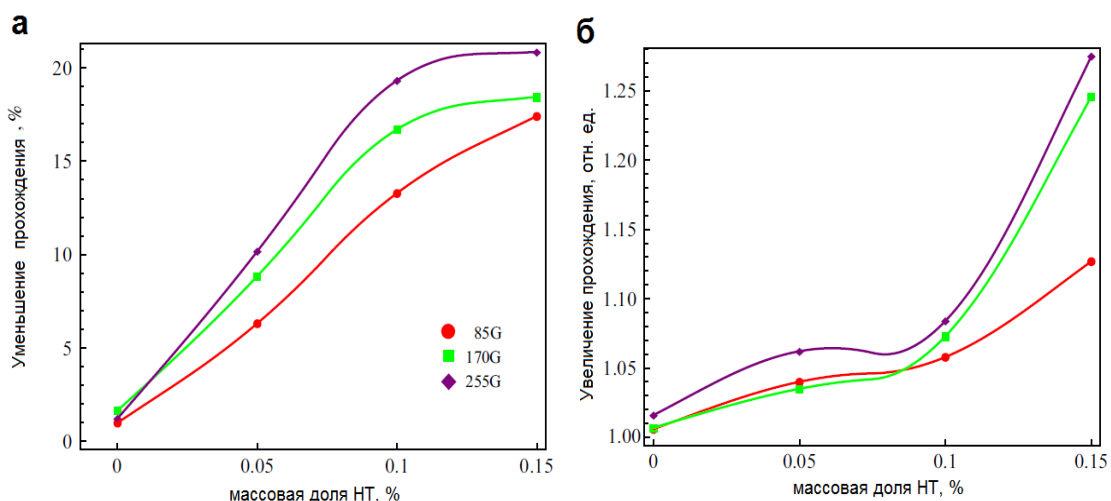 а
Уменьшение прохождения , %
20
15
10
5
0
0
0.05
0.1
0.15
массовая доля НТ, %
85G
170G
255G
б
Увеличение прохождения, отн. ед.
1.25
1.20
1.15
1.10
1.05
1.00
0
0.05
0.1
0.15
массовая доля НТ, %